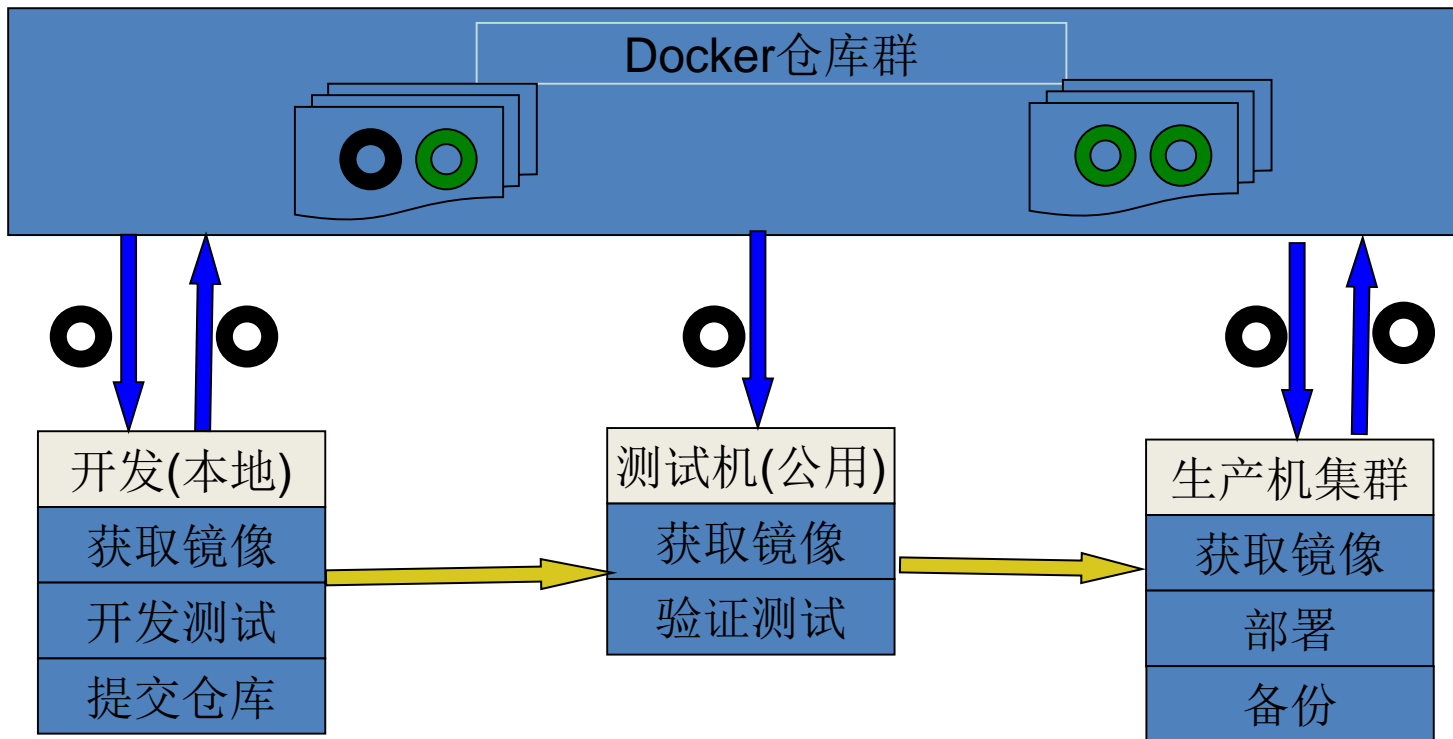 Docker仓库群
开发(本地)
获取镜像
开发测试
提交仓库
测试机(公用)
获取镜像
验证测试
生产机集群
获取镜像
部署
备份